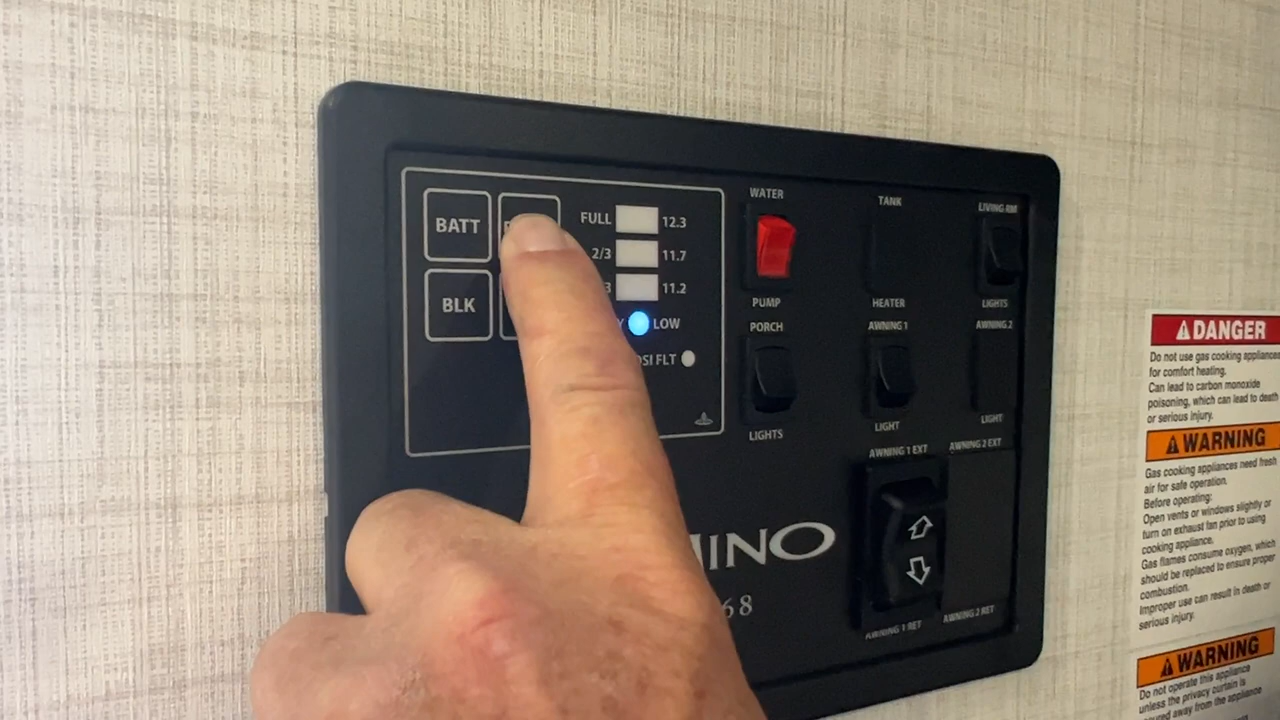 BATT
BLK
FULL 12.3
2/3 11.7
3 11.2
LOW
FLT
WATER
PUMP
TANK
HEATER
LIVING RM
LIGHTS
PORCH
LIGHTS
AWNING 1
LIGHT
AWNING 2
LIGHT
AWNING 1 EXT
AWNING 2 EXT
AWNING 1 RET
AWNING 2 RET
INO
68
DANGER
Do not use gas cooking appliances
for comfort heating.
Can lead to carbon monoxide
poisoning, which can lead to death
or serious injury.
WARNING
Gas cooking appliances need fresh
air for safe operation.
Before operating:
Open vents or windows slightly or
turn on exhaust fan prior to using
cooking appliance.
Gas flames consume oxygen, which
should be replaced to ensure proper
combustion.
Improper use can result in death or
serious injury.
WARNING
Do not operate this appliance
unless the privacy curtain is
away from the appliance